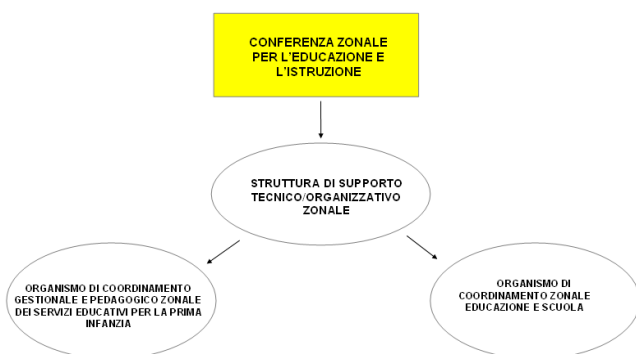 CONFERENZA ZONALE
PER L'EDUCAZIONE E
L'ISTRUZIONE
STRUTTURA DI SUPPORTO
TECNICO/ORGANIZZATIVO
ZONALE
ORGANISMO DI COORDINAMENTO
GESTIONALE E PEDAGOGICO ZONALE
DEI SERVIZI EDUCATIVI PER LA PRIMA
INFANZIA
ORGANISMO DI
COORDINAMENTO ZONALE
EDUCAZIONE E SCUOLA